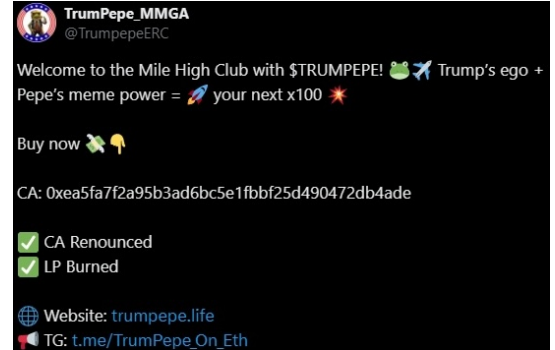 TrumPepe_MMGA
@TrumpepeERC
Welcome to the Mile High Club with $TRUMPEPE! 🐸✈️ Trump's ego +
Pepe's meme power = 🚀 your next x100 💥
Buy now 💸👇
CA: 0xea5fa7f2a95b3ad6bc5e1fbbf25d490472db4ade
✅ CA Renounced
✅ LP Burned
🌐 Website: trumpepe.life
📢 TG: t.me/TrumPepe_On_Eth